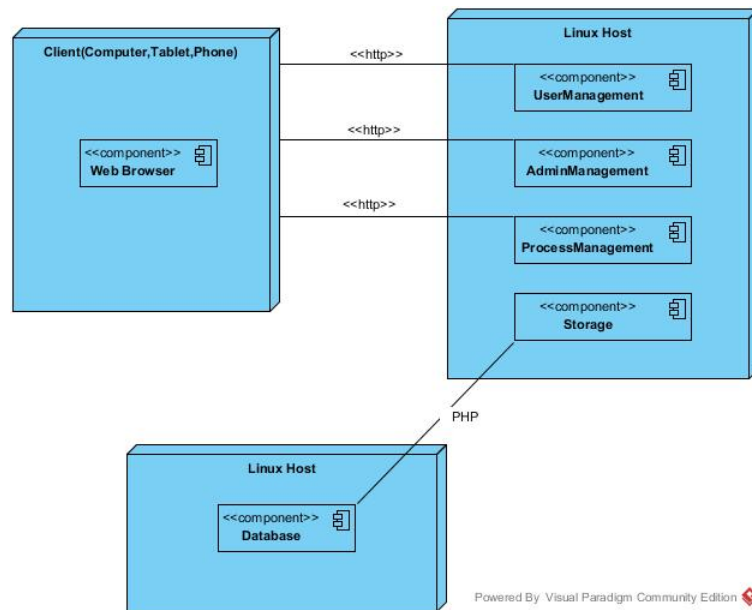 Client(Computer,Tablet,Phone)
<<component>>
Web Browser
<<http>>
<<http>>
<<http>>
Linux Host
<<component>>
UserManagement
<<component>>
AdminManagement
<<component>>
ProcessManagement
<<component>>
Storage
PHP
Linux Host
<<component>>
Database
Powered By Visual Paradigm Community Edition